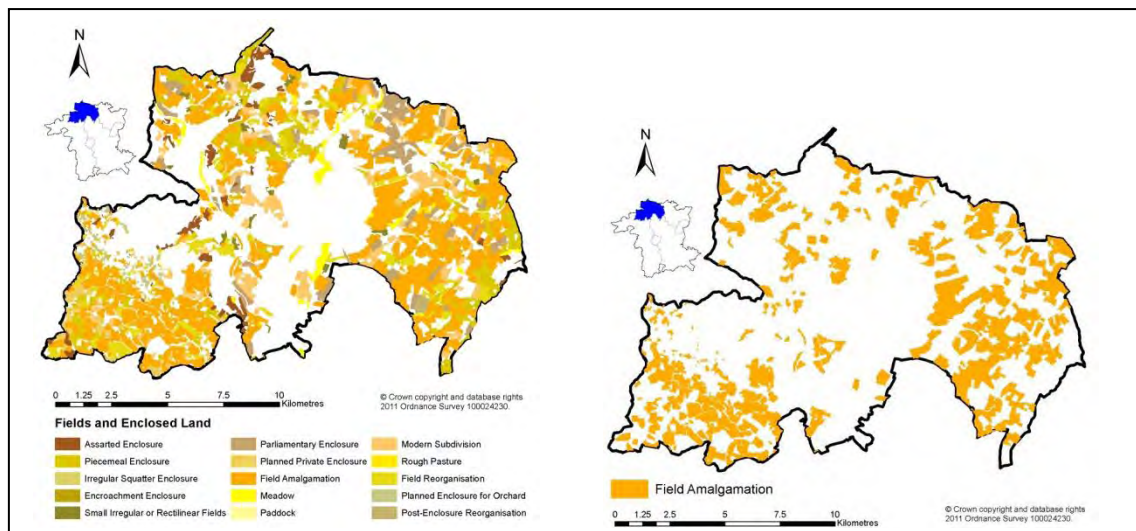 N
0 1.25 2.5 5 7.5 10
Kilometres
© Crown copyright and database rights
2011 Ordnance Survey 100024230.
Fields and Enclosed Land
Assarted Enclosure
Piecemeal Enclosure
Irregular Squatter Enclosure
Encroachment Enclosure
Small Irregular or Rectilinear Fields
Parliamentary Enclosure
Planned Private Enclosure
Field Amalgamation
Meadow
Paddock
Modern Subdivision
Rough Pasture
Field Reorganisation
Planned Enclosure for Orchard
Post-Enclosure Reorganisation
N
Field Amalgamation
© Crown copyright and database rights
2011 Ordnance Survey 100024230.
0 1.25 2.5 5 7.5 10
Kilometres